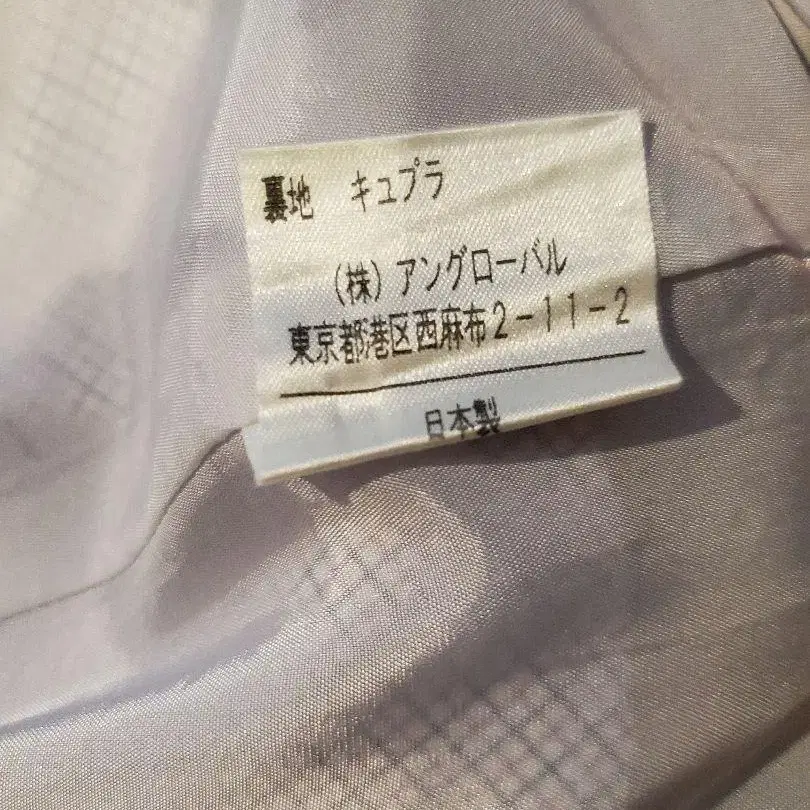 裏地　キュプラ
（株）アングローバル
東京都港区西麻布２－１１－２
日本製